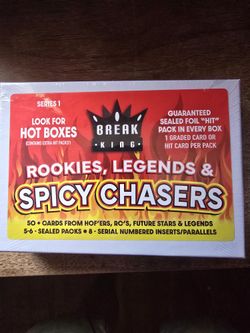 SERIES 1
LOOK FOR
HOT BOXES
(CONTAINS EXTRA HIT PACKS!)
BREAK
KING
GUARANTEED
SEALED FOIL "HIT"
PACK IN EVERY BOX
1 GRADED CARD OR
HIT CARD PER PACK
ROOKIES, LEGENDS &
SPICY CHASERS
50 + CARDS FROM HOF'ERS, RC'S, FUTURE STARS & LEGENDS
5-6 - SEALED PACKS * 8 - SERIAL NUMBERED INSERTS/PARALLELS